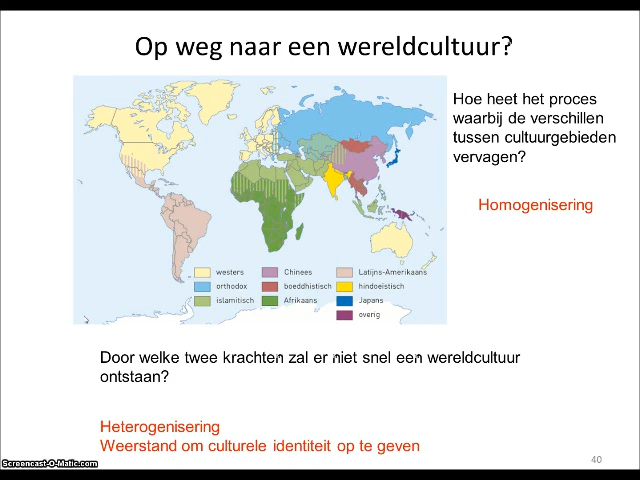 Op weg naar een wereldcultuur?
Hoe heet het proces
waarbij de verschillen
tussen cultuurgebieden
vervagen?
Homogenisering
westers
Chinees
Latijns-Amerikaans
orthodox
boeddhistisch
hindoeïstisch
islamitisch
Afrikaans
Japans
overig
Door welke twee krachten zal er niet snel een wereldcultuur
ontstaan?
Heterogenisering
Weerstand om culturele identiteit op te geven
40
Screencast-O-Matic.com